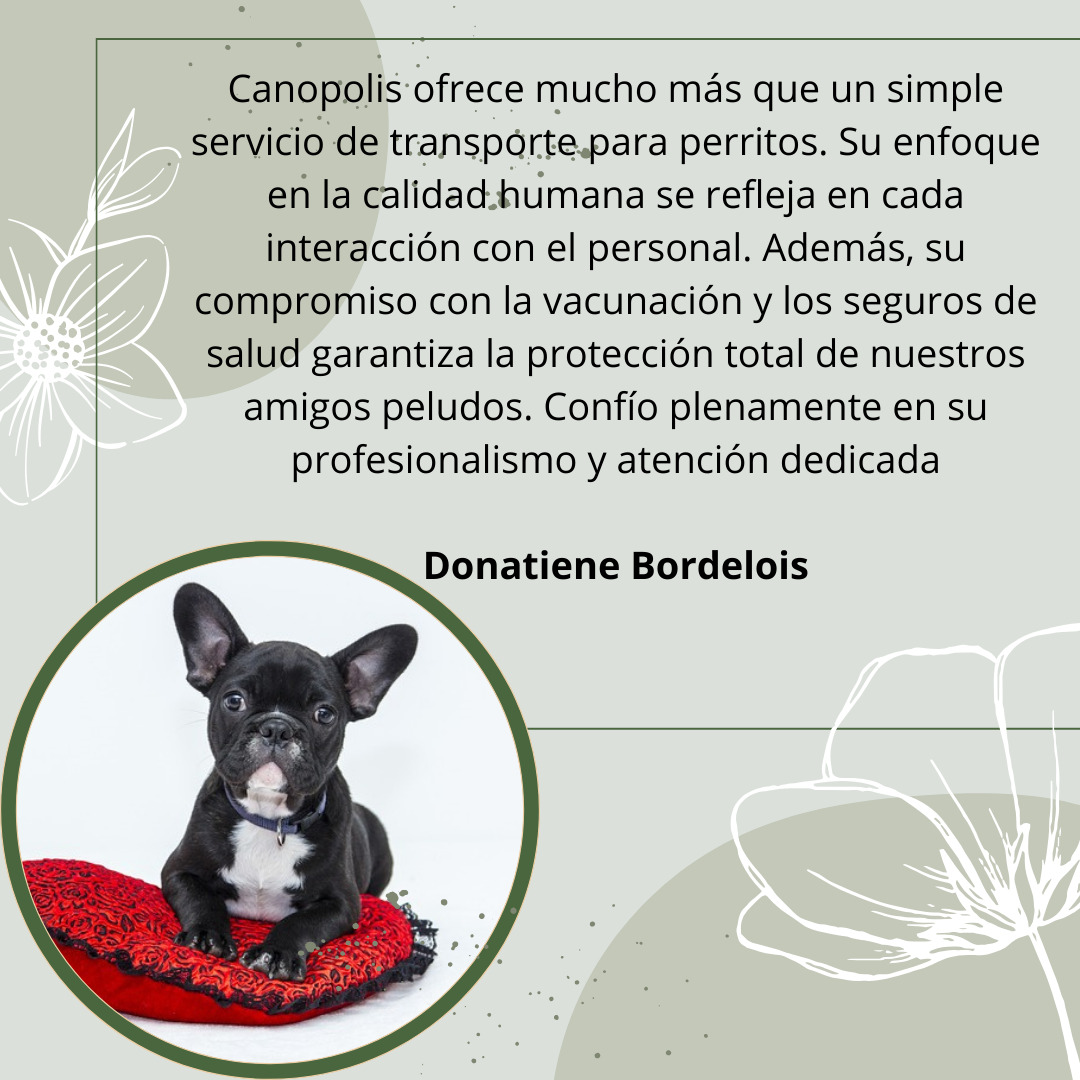 Canopolis ofrece mucho más que un simple
servicio de transporte para perritos. Su enfoque
en la calidad humana se refleja en cada
interacción con el personal. Además, su
compromiso con la vacunación y los seguros de
salud garantiza la protección total de nuestros
amigos peludos. Confío plenamente en su
profesionalismo y atención dedicada
Donatiene Bordelois